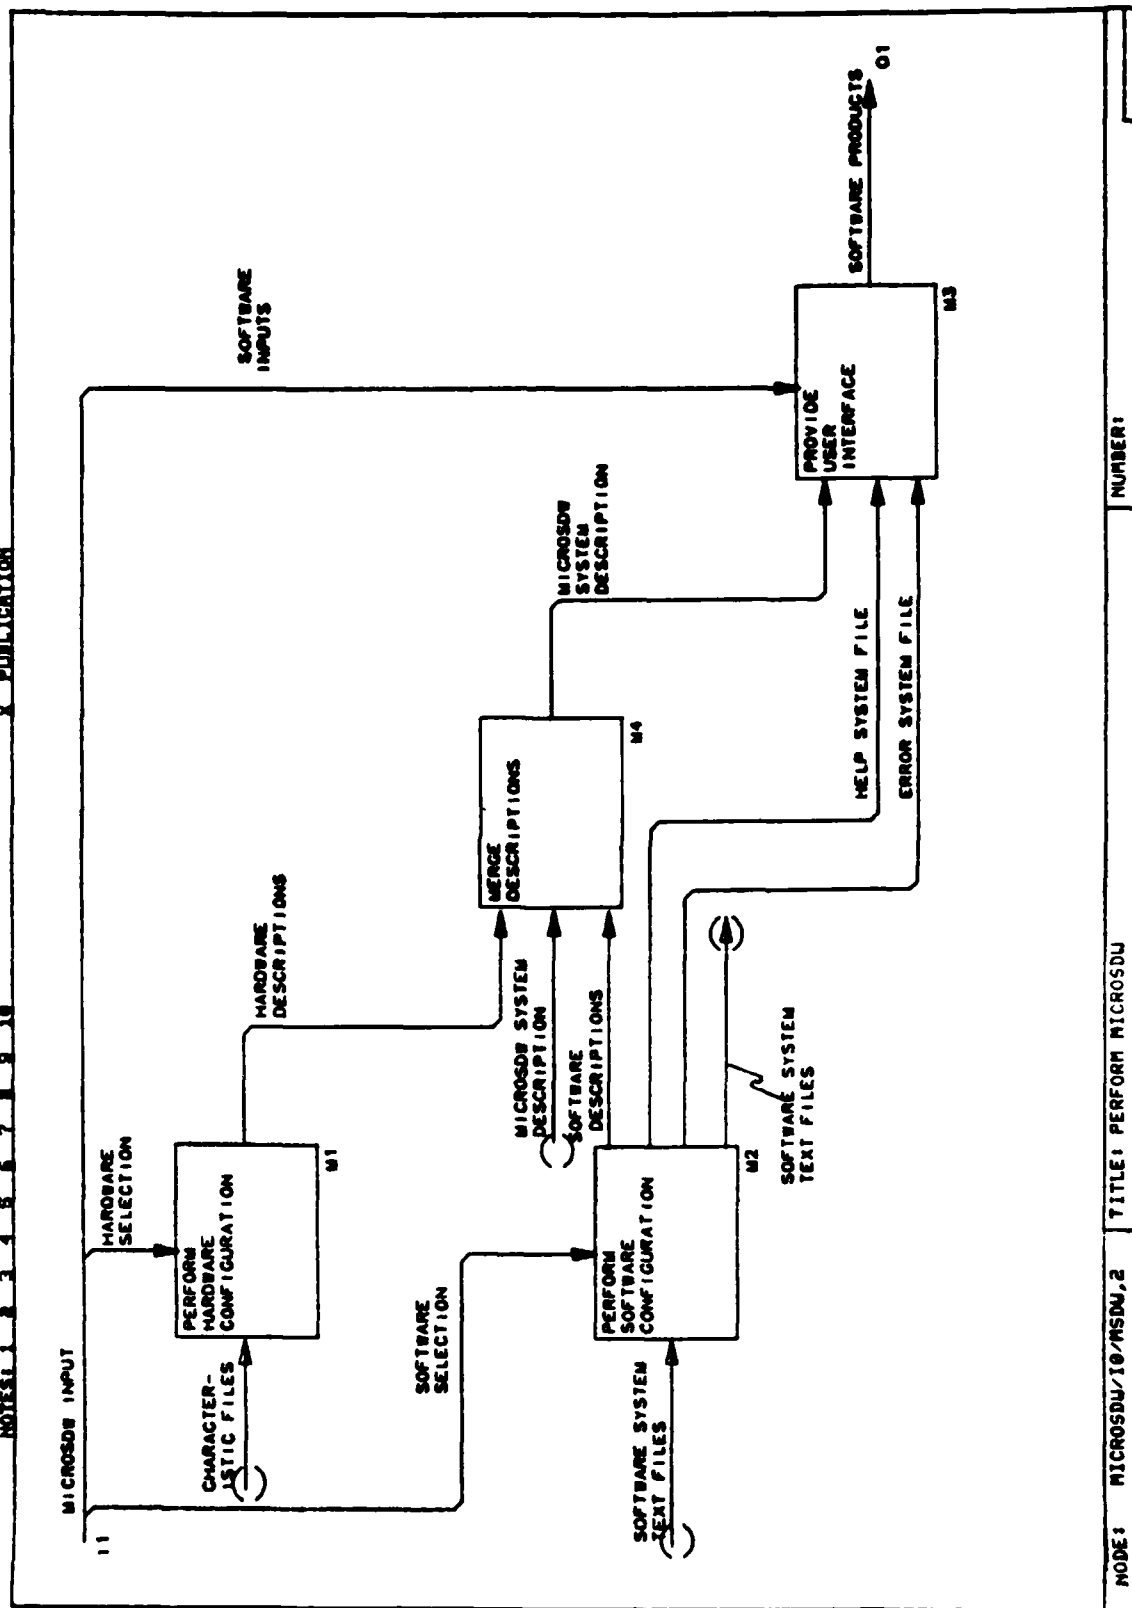 NOTES: 1 2 3 4 5 6 7 8 9 10
X PUBLICATION
I1
MICROSDW INPUT
HARDWARE
SELECTION
CHARACTER-
ISTIC FILES
PERFORM
HARDWARE
CONFIGURATION
M1
HARDWARE
DESCRIPTIONS
SOFTWARE
INPUTS
SOFTWARE
SELECTION
MICROSDW SYSTEM
DESCRIPTION
SOFTWARE
DESCRIPTIONS
MERGE
DESCRIPTIONS
M4
MICROSDW
SYSTEM
DESCRIPTION
SOFTWARE SYSTEM
TEXT FILES
PERFORM
SOFTWARE
CONFIGURATION
M2
SOFTWARE SYSTEM
TEXT FILES
HELP SYSTEM FILE
ERROR SYSTEM FILE
PROVIDE
USER
INTERFACE
M3
SOFTWARE PRODUCTS
O1
NODE: MICROSDW/I0/MSDW,2
TITLE: PERFORM MICROSDW
NUMBER: